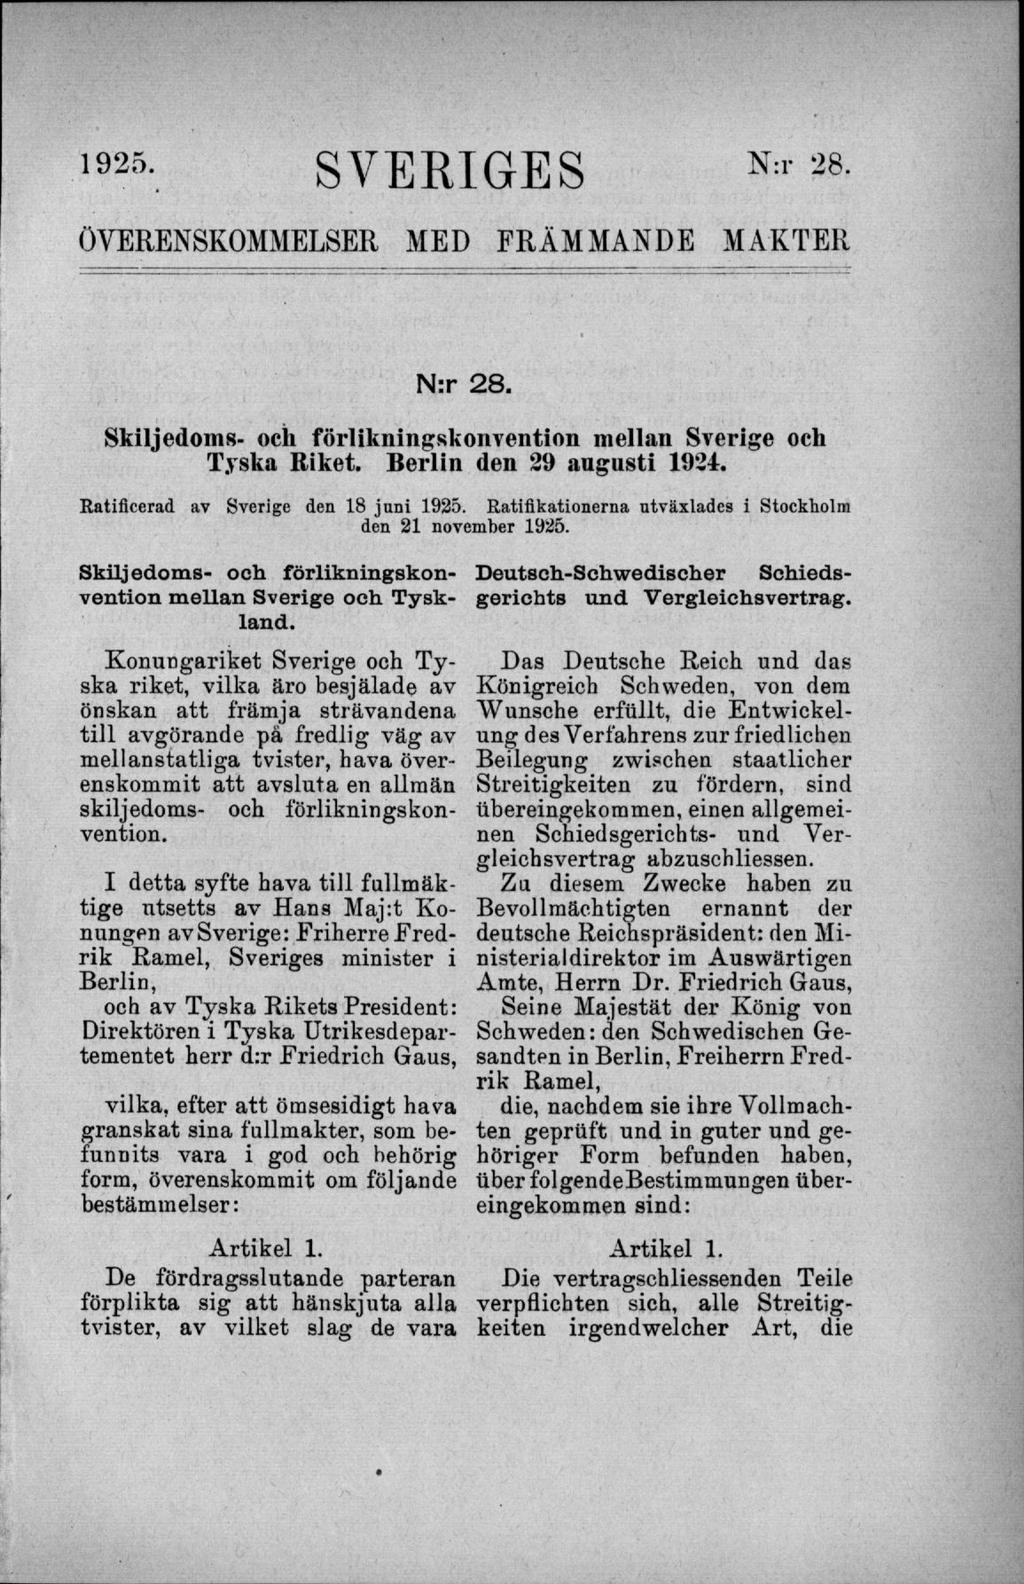 1925. SVERIGES N:r 28.
ÖVERENSKOMMELSER MED FRÄMMANDE MAKTER
N:r 28.
Skiljedoms- och förlikningskonvention mellan Sverige och
Tyska Riket. Berlin den 29 augusti 1924.
Ratificerad av Sverige den 18 juni 1925. Ratifikationerna utväxlades i Stockholm
den 21 november 1925.
Skiljedoms- och förlikningskon-
vention mellan Sverige och Tysk-
land.
Konungariket Sverige och Ty-
ska riket, vilka äro besjälade av
önskan att främja strävandena
till avgörande på fredlig väg av
mellanstatliga tvister, hava över-
enskommit att avsluta en allmän
skiljedoms- och förlikningskon-
vention.
I detta syfte hava till fullmäk-
tige utsetts av Hans Maj:t Ko-
nungen av Sverige: Friherre Fred-
rik Ramel, Sveriges minister i
Berlin,
och av Tyska Rikets President:
Direktören i Tyska Utrikesdepar-
tementet herr d:r Friedrich Gaus,
vilka, efter att ömsesidigt hava
granskat sina fullmakter, som be-
funnits vara i god och behörig
form, överenskommit om följande
bestämmelser:
Artikel 1.
De fördragsslutande parteran
förplikta sig att hänskjuta alla
tvister, av vilket slag de vara
Deutsch-Schwedischer Schieds-
gerichts und Vergleichsvertrag.
Das Deutsche Reich und das
Königreich Schweden, von dem
Wunsche erfüllt, die Entwickel-
ung des Verfahrens zur friedlichen
Beilegung zwischen staatlicher
Streitigkeiten zu fördern, sind
übereingekommen, einen allgemei-
nen Schiedsgerichts- und Ver-
gleichsvertrag abzuschliessen.
Zu diesem Zwecke haben zu
Bevollmächtigten ernannt der
deutsche Reichspräsident: den Mi-
nisterialdirektor im Auswärtigen
Amte, Herrn Dr. Friedrich Gaus,
Seine Majestät der König von
Schweden: den Schwedischen Ge-
sandten in Berlin, Freiherrn Fred-
rik Ramel,
die, nachdem sie ihre Vollmach-
ten geprüft und in guter und ge-
höriger Form befunden haben,
über folgende Bestimmungen über-
eingekommen sind:
Artikel 1.
Die vertragschliessenden Teile
verpflichten sich, alle Streitig-
keiten irgendwelcher Art, die